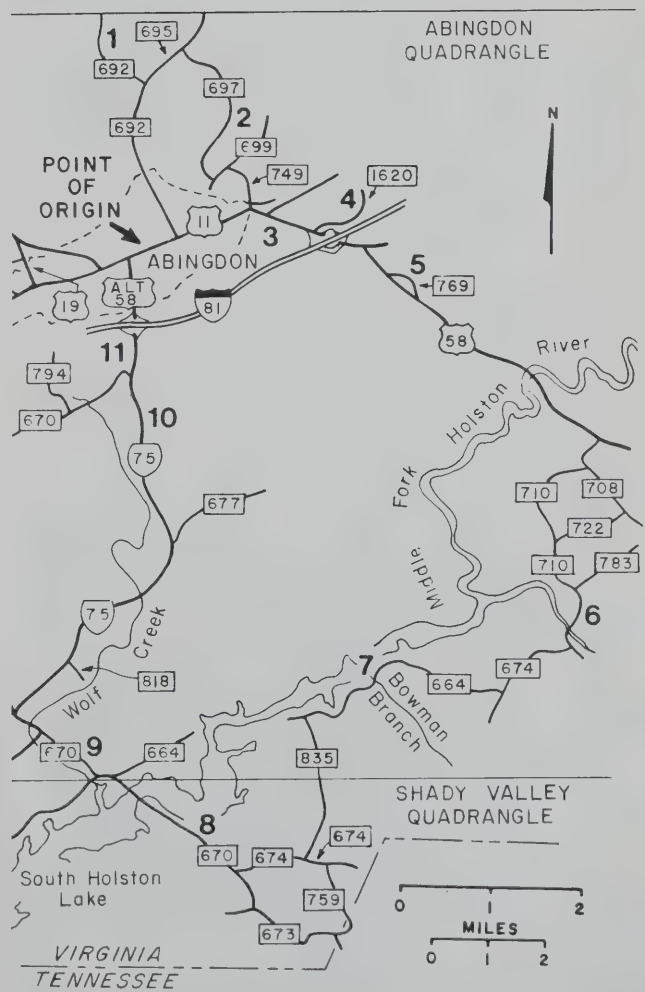 ABINGDON
QUADRANGLE
1
695
692
697
N
2
692
699
749
POINT
OF
ORIGIN
1620
4
11
3
ABINGDON
5
769
19
ALT
58
81
58
River
11
794
670
10
Holston
75
Fork
677
710
708
722
710
783
Middle
75
Creek
6
818
7
674
664
Wolf
Bowman
Branch
9
670
664
835
SHADY VALLEY
QUADRANGLE
8
670
674
674
South Holston
Lake
759
673
0 1 2
MILES
0 1 2
VIRGINIA
TENNESSEE